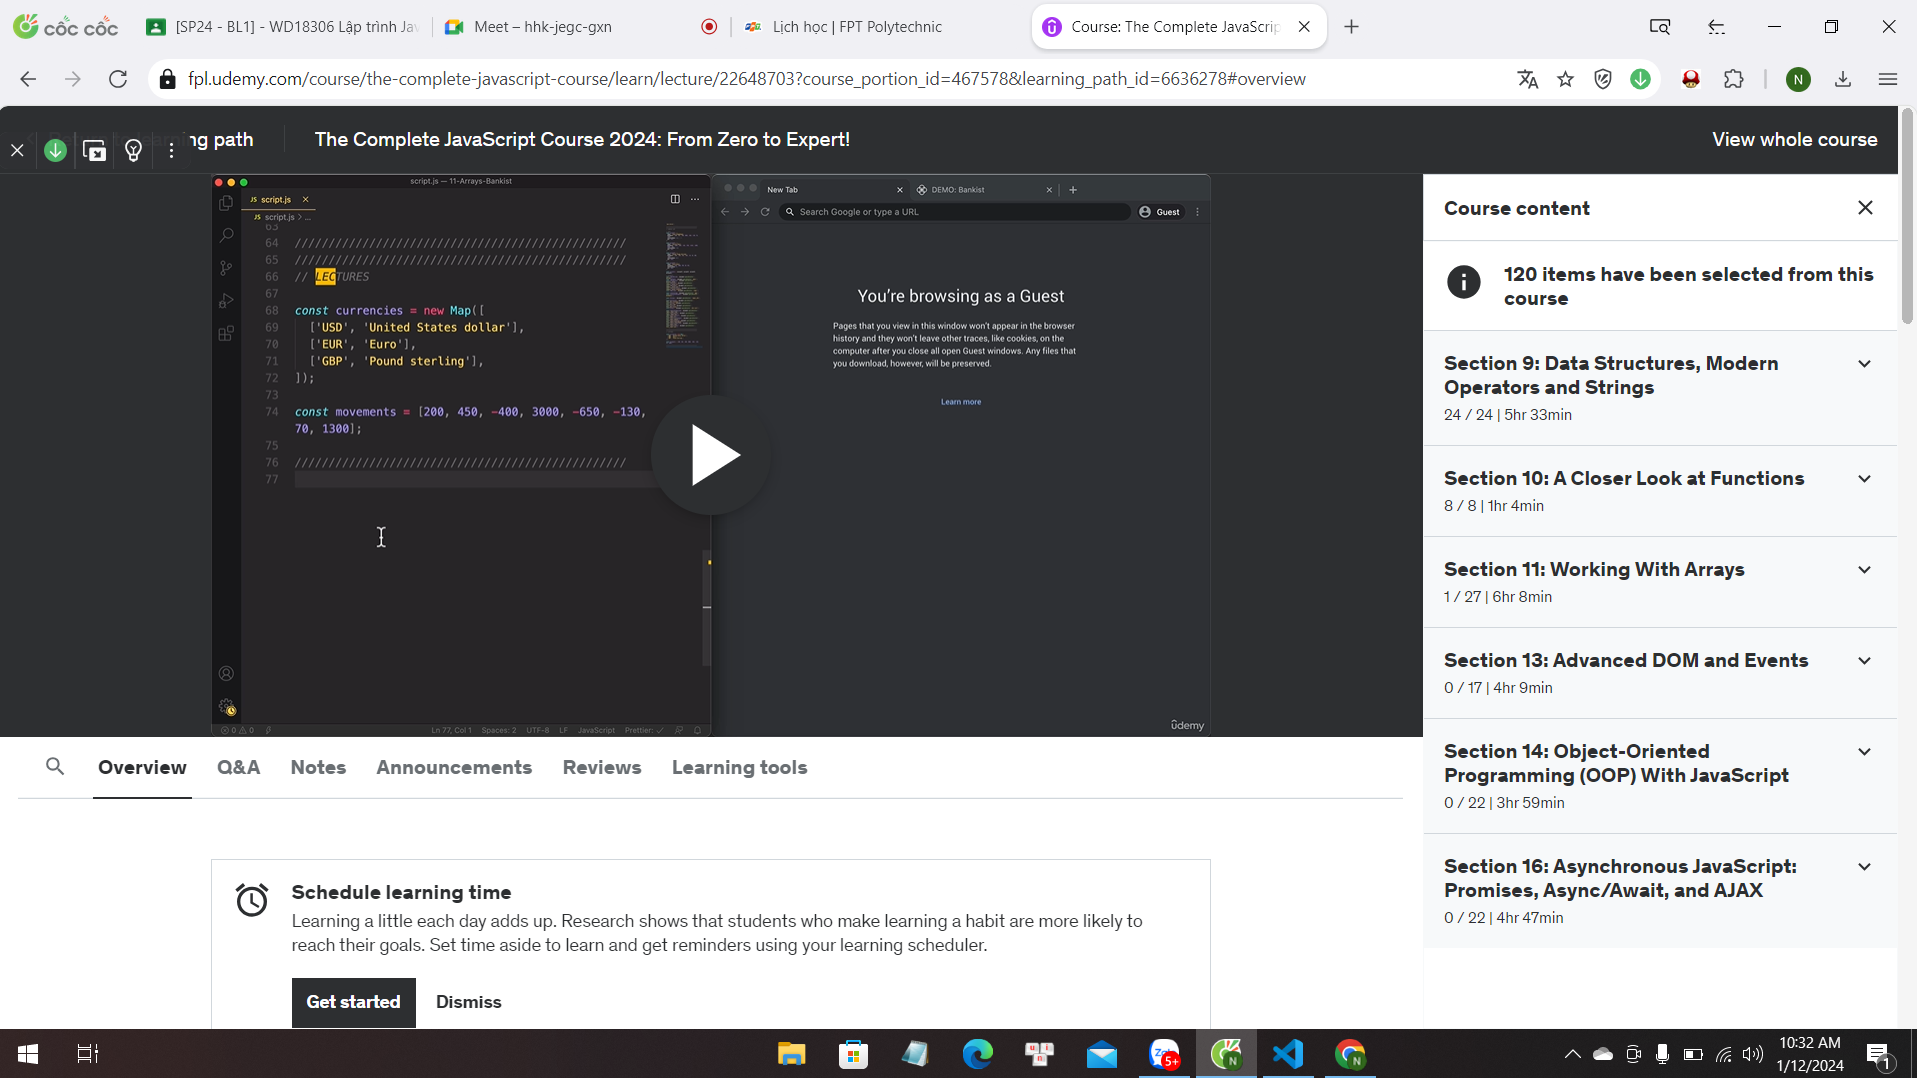 cốc cốc
[SP24 - BL1] - WD18306 Lập trình Jav
Meet – hhk-jegc-gxn
Lịch học | FPT Polytechnic
Course: The Complete JavaScrip
fpl.udemy.com/course/the-complete-javascript-course/learn/lecture/22648703?course_portion_id=467578&learning_path_id=6636278#overview
N
ng path
The Complete JavaScript Course 2024: From Zero to Expert!
View whole course
script.js — 11-Arrays-Bankist
JS script.js
JS script.js > ...
63
64 /////////////////////////////////////////////////
65 /////////////////////////////////////////////////
66 // LECTURES
67
68 const currencies = new Map([
69 ['USD', 'United States dollar'],
70 ['EUR', 'Euro'],
71 ['GBP', 'Pound sterling'],
72 ]);
73
74 const movements = [200, 450, -400, 3000, -650, -130,
70, 1300];
75
76 /////////////////////////////////////////////////
77
Ln 77, Col 1 Spaces: 2 UTF-8 LF JavaScript Prettier: ✓
New Tab
DEMO: Bankist
Search Google or type a URL
Guest
You're browsing as a Guest
Pages that you view in this window won't appear in the browser
history and they won't leave other traces, like cookies, on the
computer after you close all open Guest windows. Any files that
you download, however, will be preserved.
Learn more
ûdemy
Course content
120 items have been selected from this
course
Section 9: Data Structures, Modern
Operators and Strings
24 / 24 | 5hr 33min
Section 10: A Closer Look at Functions
8 / 8 | 1hr 4min
Section 11: Working With Arrays
1 / 27 | 6hr 8min
Section 13: Advanced DOM and Events
0 / 17 | 4hr 9min
Section 14: Object-Oriented
Programming (OOP) With JavaScript
0 / 22 | 3hr 59min
Section 16: Asynchronous JavaScript:
Promises, Async/Await, and AJAX
0 / 22 | 4hr 47min
Overview
Q&A
Notes
Announcements
Reviews
Learning tools
Schedule learning time
Learning a little each day adds up. Research shows that students who make learning a habit are more likely to
reach their goals. Set time aside to learn and get reminders using your learning scheduler.
Get started
Dismiss
5+
N
N
10:32 AM
1/12/2024
1